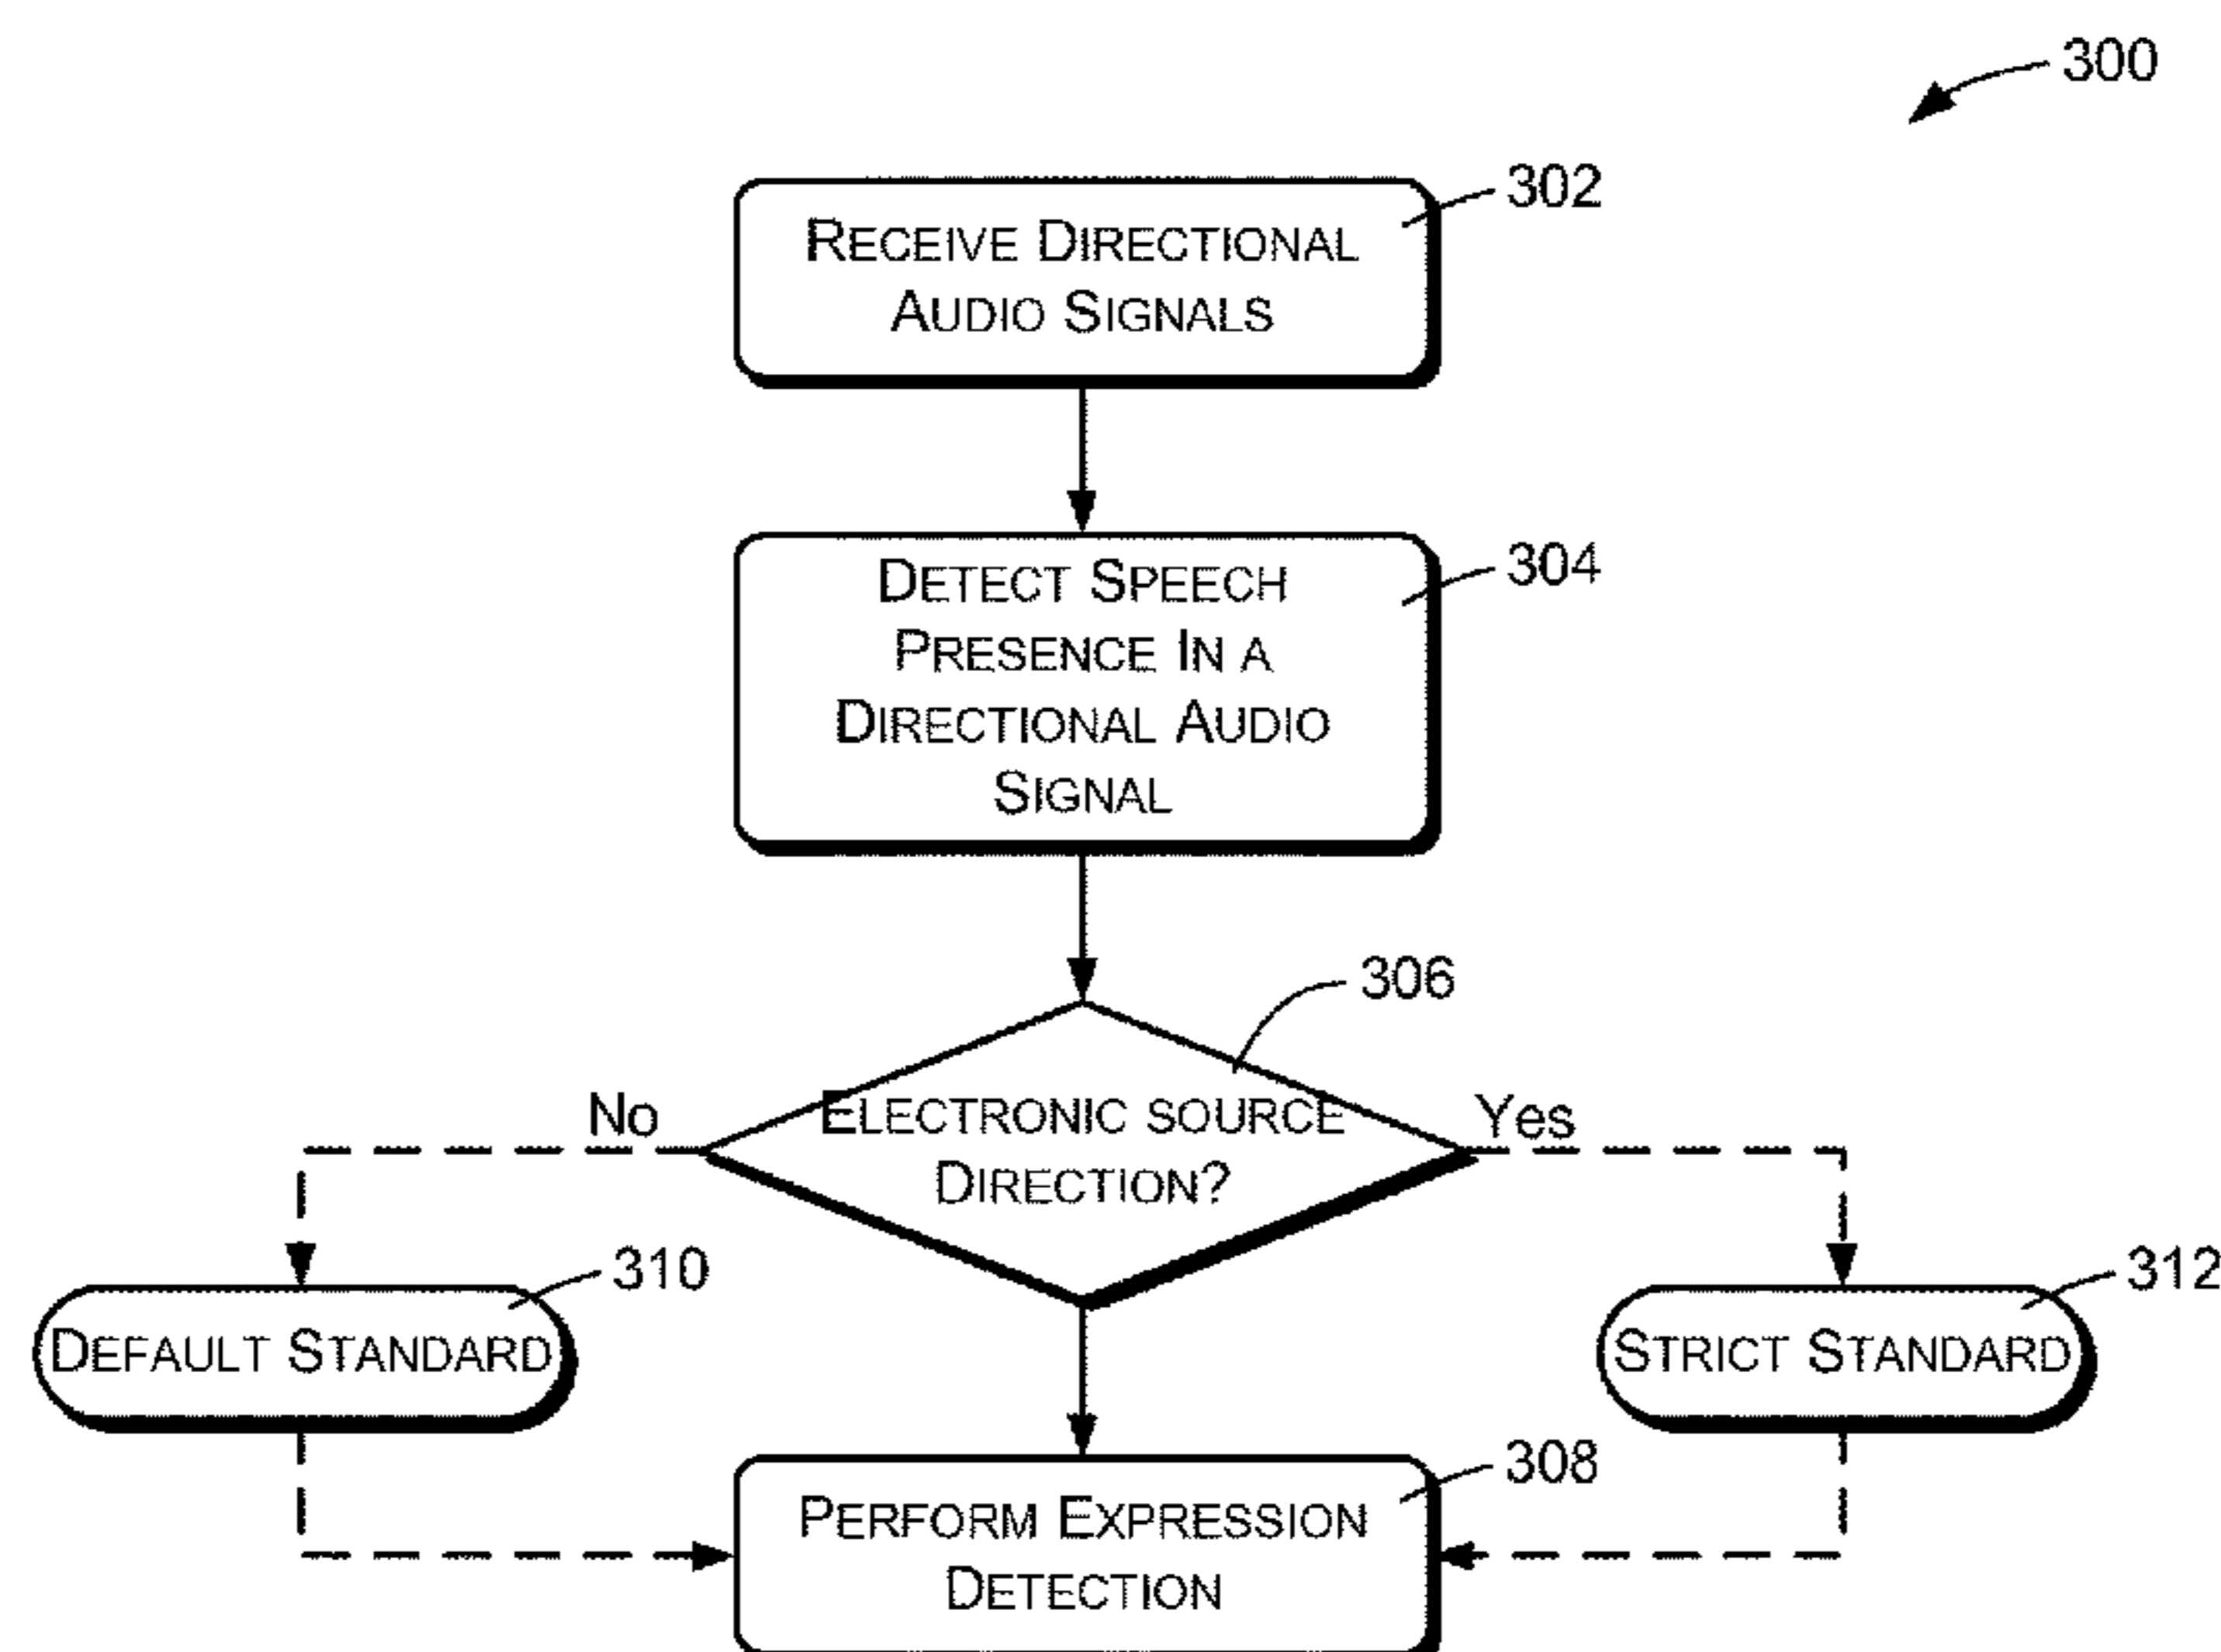 300
302
RECEIVE DIRECTIONAL
AUDIO SIGNALS
304
DETECT SPEECH
PRESENCE IN A
DIRECTIONAL AUDIO
SIGNAL
306
No
ELECTRONIC SOURCE
DIRECTION?
Yes
310
DEFAULT STANDARD
312
STRICT STANDARD
308
PERFORM EXPRESSION
DETECTION